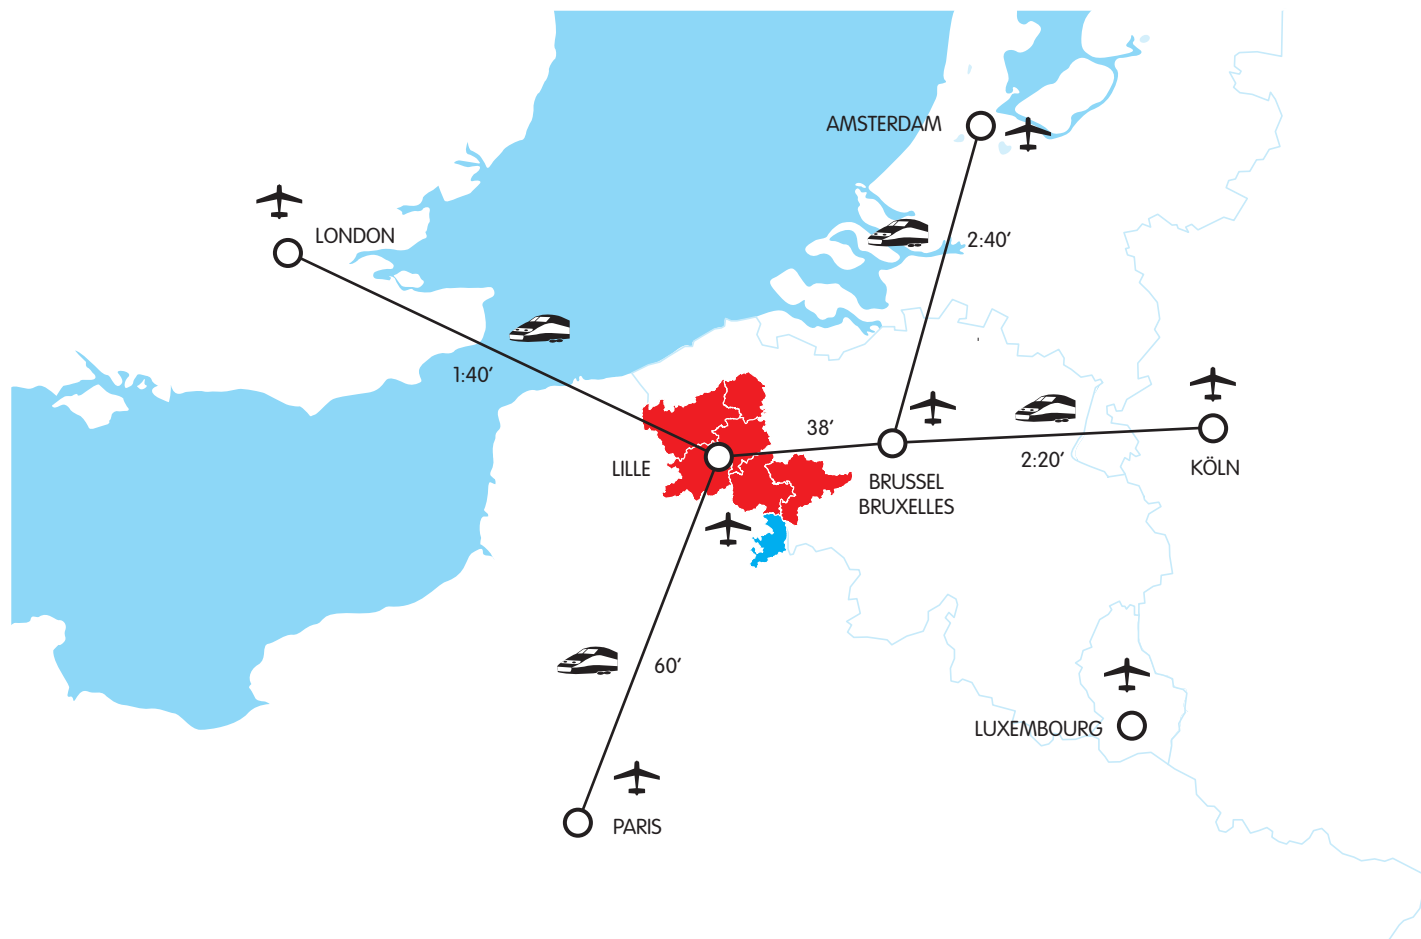 AMSTERDAM
LONDON
2:40’
1:40’
38’
LILLE
2:20’
KÖLN
BRUSSEL
BRUXELLES
60’
LUXEMBOURG
PARIS